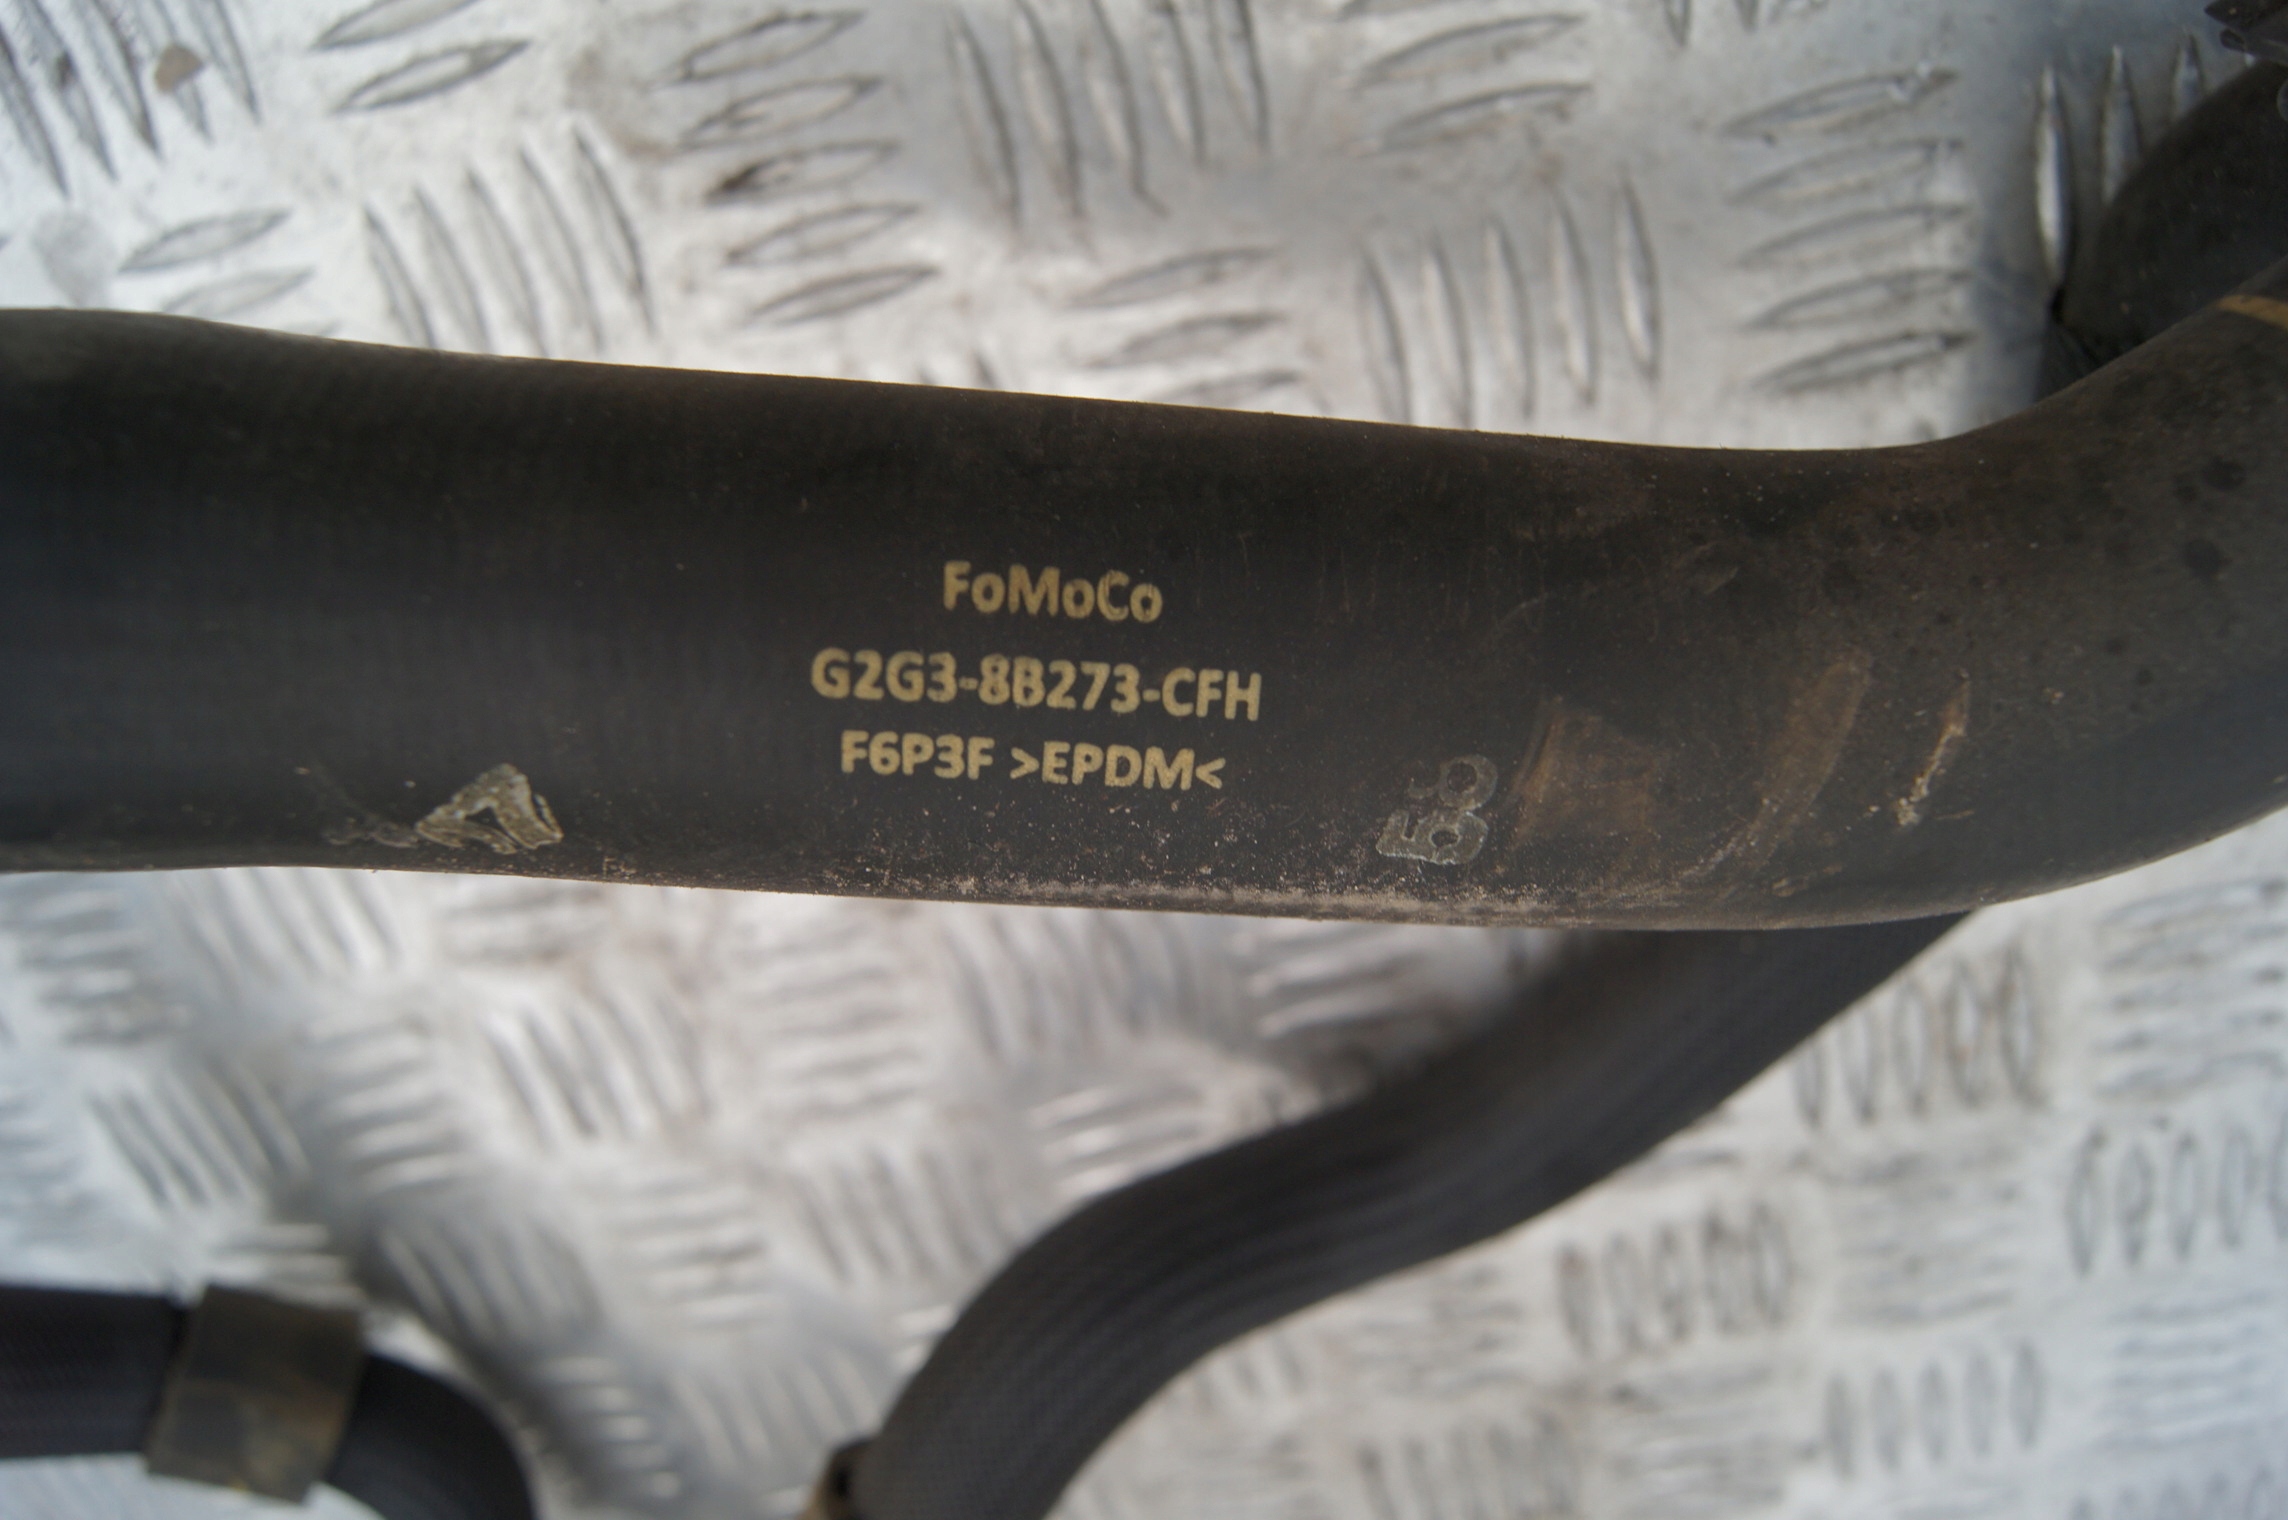 FoMoCo
G2G3-8B273-CFH
F6P3F >EPDM<